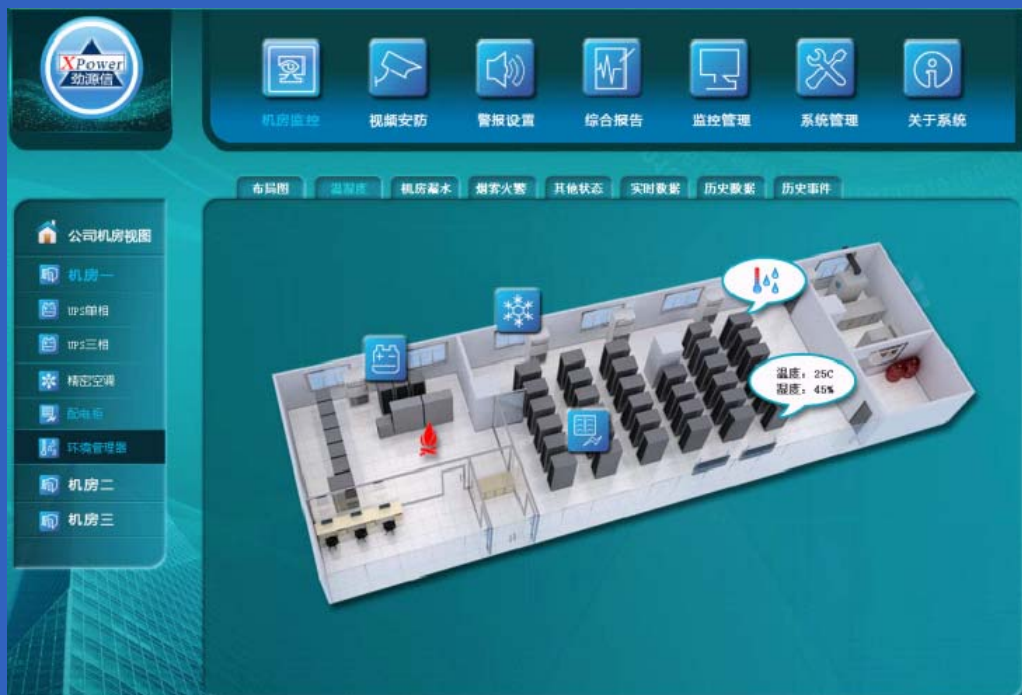 XPower
劲源信
机房监控
视频安防
警报设置
综合报告
监控管理
系统管理
关于系统
布局图
温湿度
机房漏水
烟雾火警
其他状态
实时数据
历史数据
历史事件
公司机房视图
机房一
UPS单相
UPS三相
精密空调
配电柜
环境管理器
机房二
机房三
温度：25C
湿度：45%